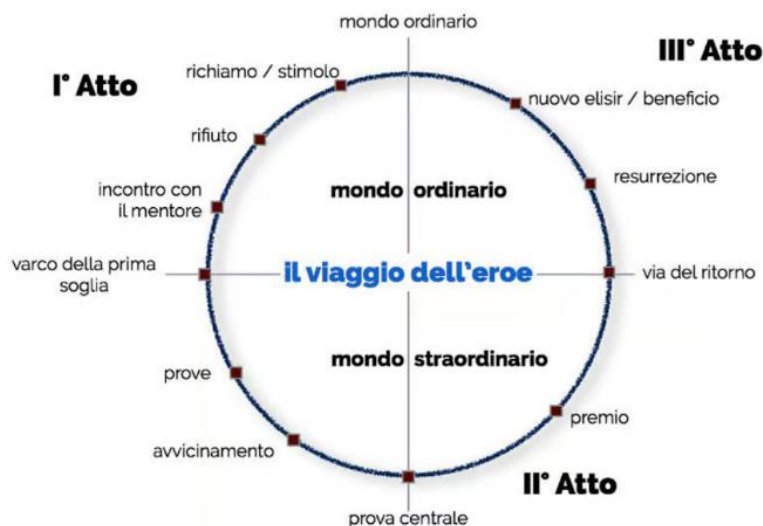 mondo ordinario
I° Atto
III° Atto
richiamo / stimolo
nuovo elisir / beneficio
rifiuto
resurrezione
mondo ordinario
incontro con
il mentore
varco della prima
soglia
il viaggio dell'eroe
via del ritorno
mondo straordinario
prove
premio
avvicinamento
II° Atto
prova centrale